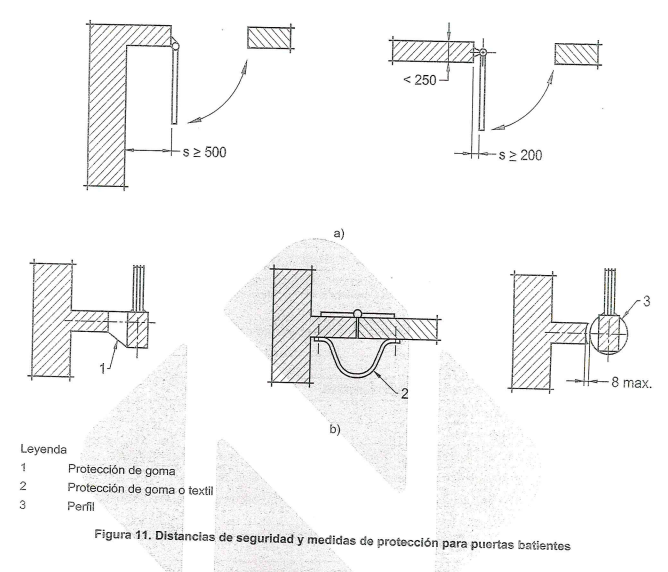 < 250
s ≥ 500
s ≥ 200
a)
1
2
3
8 max.
b)
Leyenda
1 Protección de goma
2 Protección de goma o textil
3 Perfil
Figura 11. Distancias de seguridad y medidas de protección para puertas batientes